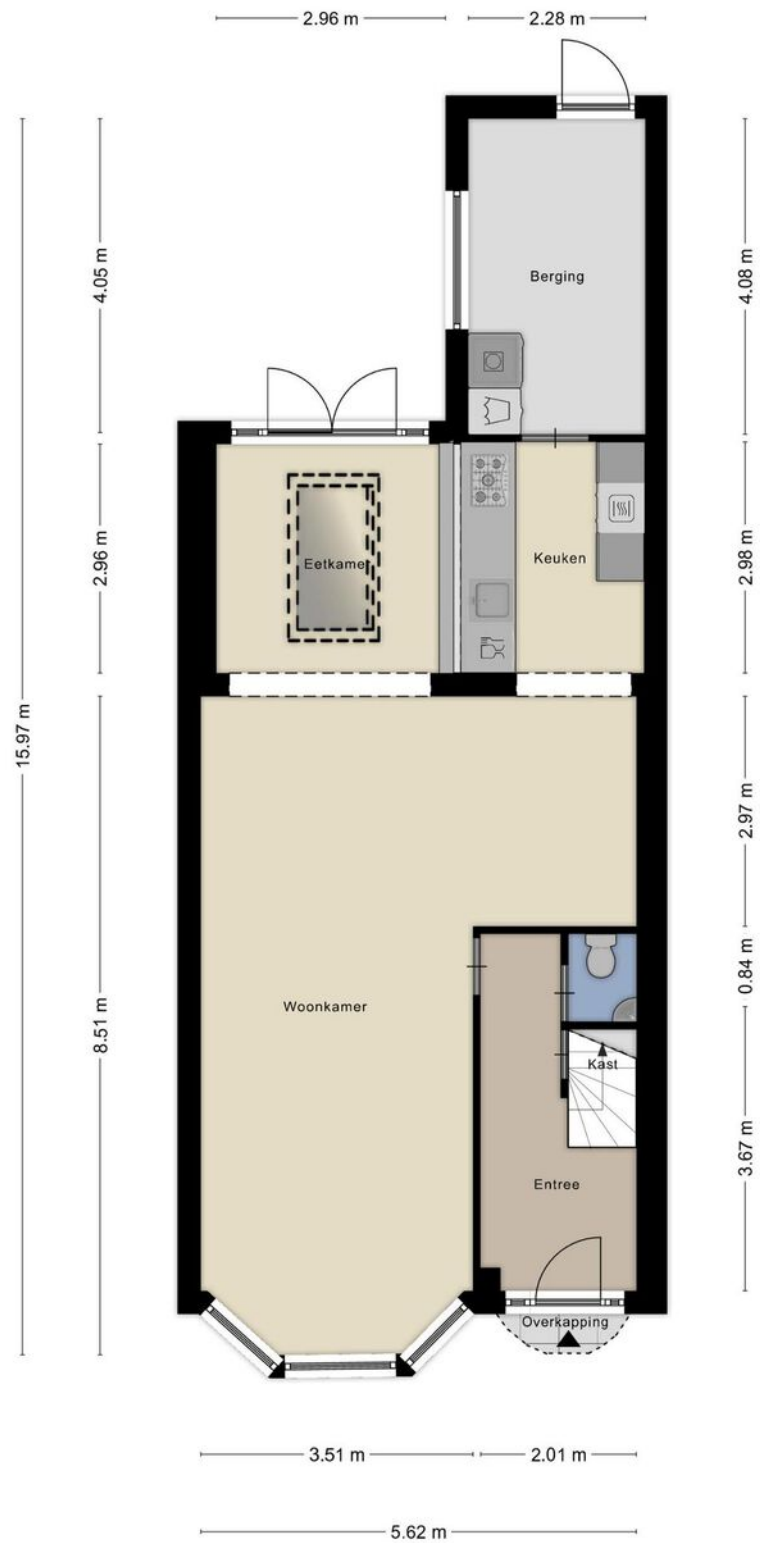 2.96 m
2.28 m
4.05 m
Berging
4.08 m
2.96 m
Eetkamer
Keuken
2.98 m
15.97 m
2.97 m
8.51 m
Woonkamer
0.84 m
Kast
3.67 m
Entree
Overkapping
3.51 m
2.01 m
5.62 m